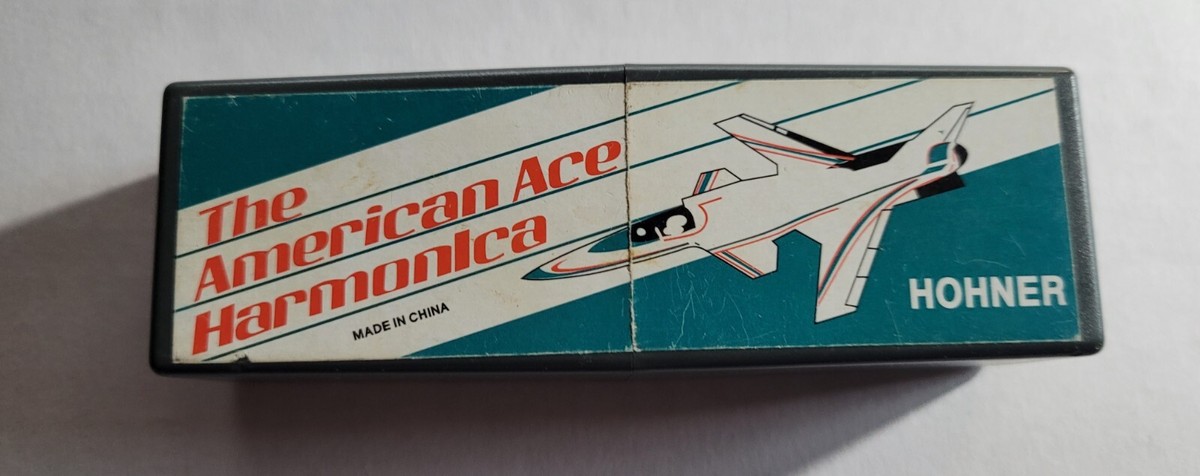 The
American Ace
Harmonica
MADE IN CHINA
HOHNER